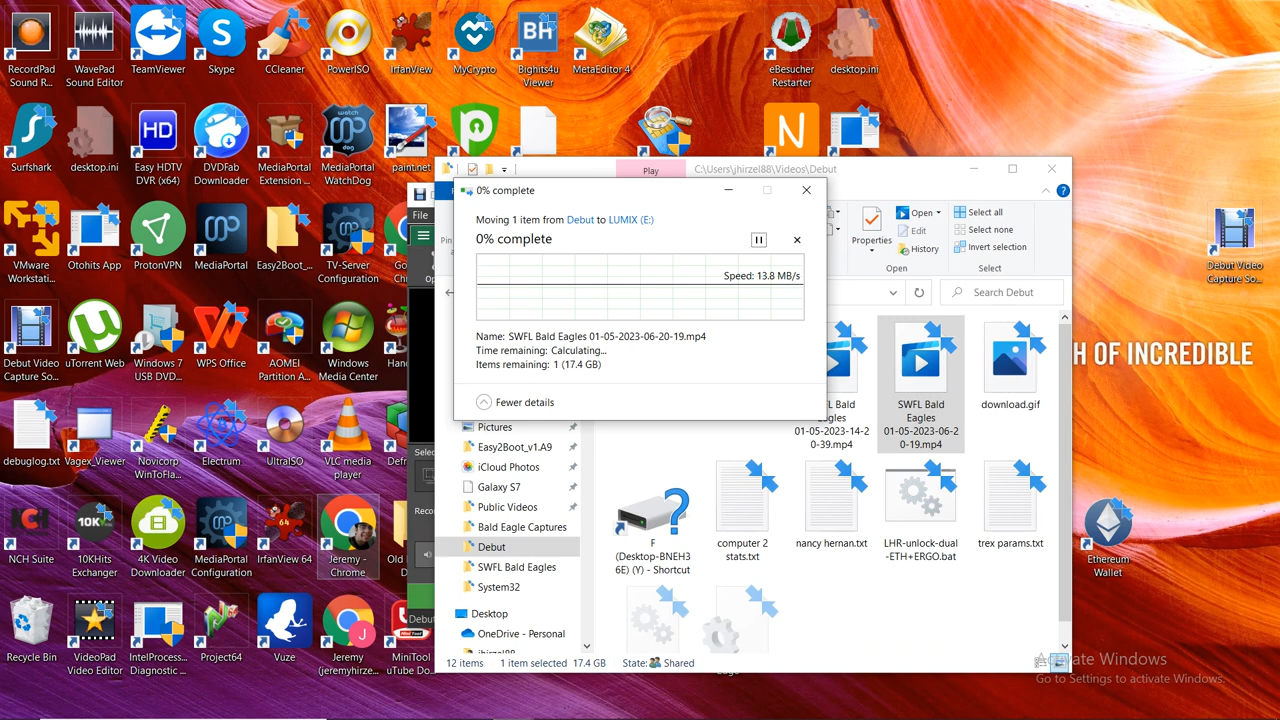 RecordPad
Sound R...
WavePad
Sound Editor
TeamViewer
Skype
CCleaner
PowerISO
IrfanView
MyCrypto
Bighits4u
Viewer
MetaEditor 4
eBesucher
Restarter
desktop.ini
Surfshark
desktop.ini
HD
Easy HDTV
DVR (x64)
DVDFab
Downloader
MediaPortal
Extension ...
MediaPortal
WatchDog
paint.net
BH
N
VMware
Workstati...
Otohits App
ProtonVPN
MediaPortal
Easy2Boot_...
TV-Server
Configuration
Debut Video
Capture So...
uTorrent Web
Windows 7
USB DVD...
WPS Office
AOMEI
Partition A...
Windows
Media Center
debuglog.txt
Vagex_Viewer
Novicorp
WinToFla...
Electrum
UltraISO
VLC media
player
NCH Suite
10KHits
Exchanger
4K Video
Downloader
MediaPortal
Configuration
IrfanView 64
Jeremy -
Chrome
Recycle Bin
VideoPad
Video Editor
IntelProcess...
Diagnostic ...
Project64
Vuze
Jeremy
(jeremyhirze...
MiniTool
uTube Do...
Debut Video
Capture So...
Ethereum
Wallet
H OF INCREDIBLE
File
Play
C:\Users\jhirzel88\Videos\Debut
Properties
Open
Edit
History
Open
Select all
Select none
Invert selection
Select
Search Debut
0% complete
Moving 1 item from Debut to LUMIX (E:)
0% complete
Speed: 13.8 MB/s
Name: SWFL Bald Eagles 01-05-2023-06-20-19.mp4
Time remaining: Calculating...
Items remaining: 1 (17.4 GB)
Fewer details
Pictures
Easy2Boot_v1.A9
iCloud Photos
Galaxy S7
Public Videos
Bald Eagle Captures
Debut
SWFL Bald Eagles
System32
Desktop
OneDrive - Personal
jhirzel88
Bald
Eagles
01-05-2023-14-2
0-39.mp4
SWFL Bald
Eagles
01-05-2023-06-2
0-19.mp4
download.gif
F
(Desktop-BNEH3
6E) (Y) - Shortcut
computer 2
stats.txt
nancy hernan.txt
LHR-unlock-dual
-ETH+ERGO.bat
trex params.txt
12 items
1 item selected 17.4 GB
State:
Shared
Activate Windows
Go to Settings to activate Windows.